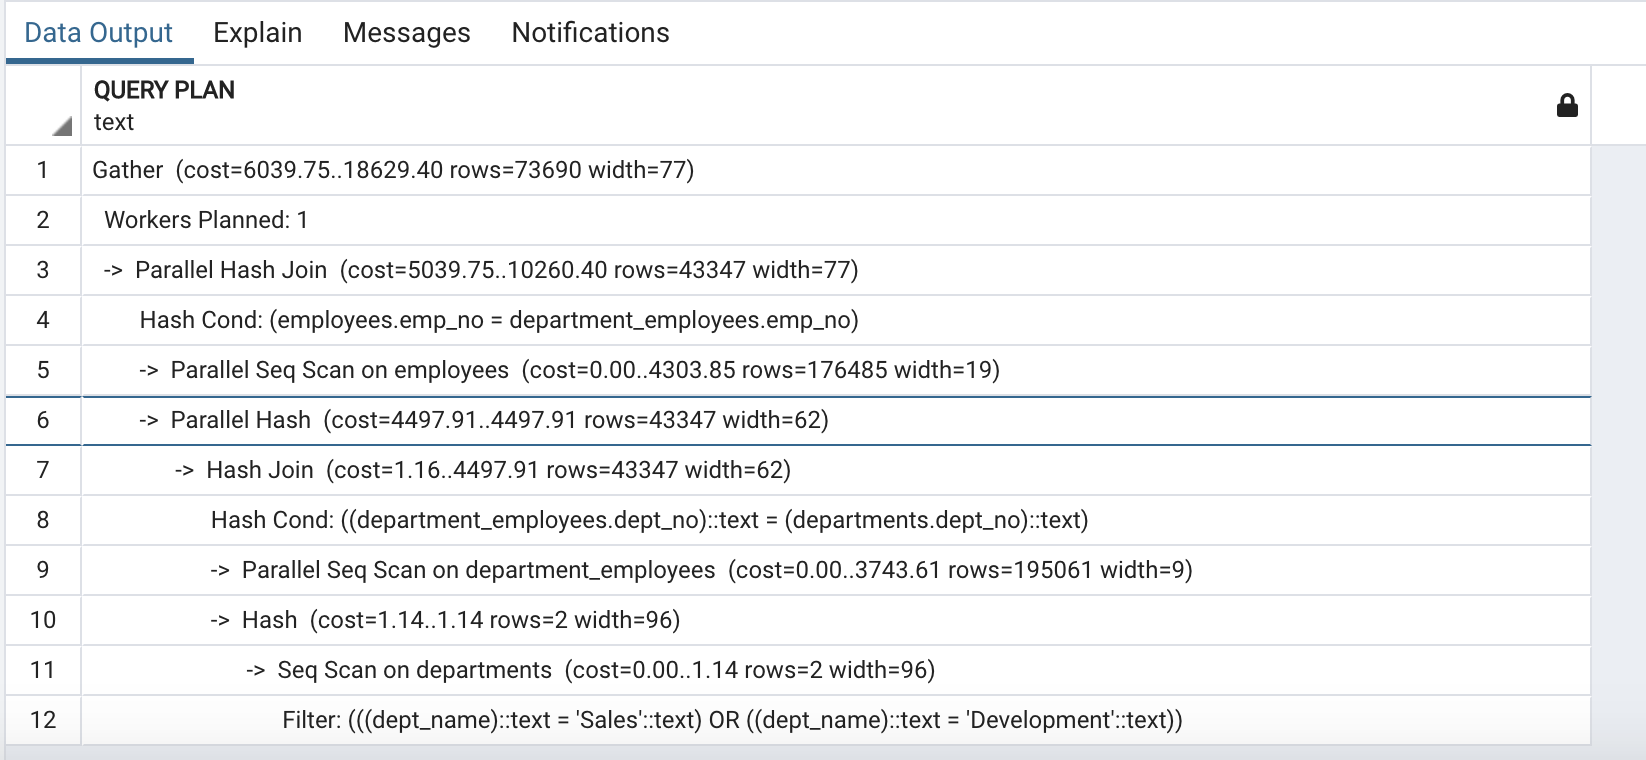 Data Output Explain Messages Notifications
QUERY PLAN
text
1 Gather (cost=6039.75..18629.40 rows=73690 width=77)
2 Workers Planned: 1
3 -> Parallel Hash Join (cost=5039.75..10260.40 rows=43347 width=77)
4 Hash Cond: (employees.emp_no = department_employees.emp_no)
5 -> Parallel Seq Scan on employees (cost=0.00..4303.85 rows=176485 width=19)
6 -> Parallel Hash (cost=4497.91..4497.91 rows=43347 width=62)
7 -> Hash Join (cost=1.16..4497.91 rows=43347 width=62)
8 Hash Cond: ((department_employees.dept_no)::text = (departments.dept_no)::text)
9 -> Parallel Seq Scan on department_employees (cost=0.00..3743.61 rows=195061 width=9)
10 -> Hash (cost=1.14..1.14 rows=2 width=96)
11 -> Seq Scan on departments (cost=0.00..1.14 rows=2 width=96)
12 Filter: (((dept_name)::text = 'Sales'::text) OR ((dept_name)::text = 'Development'::text))